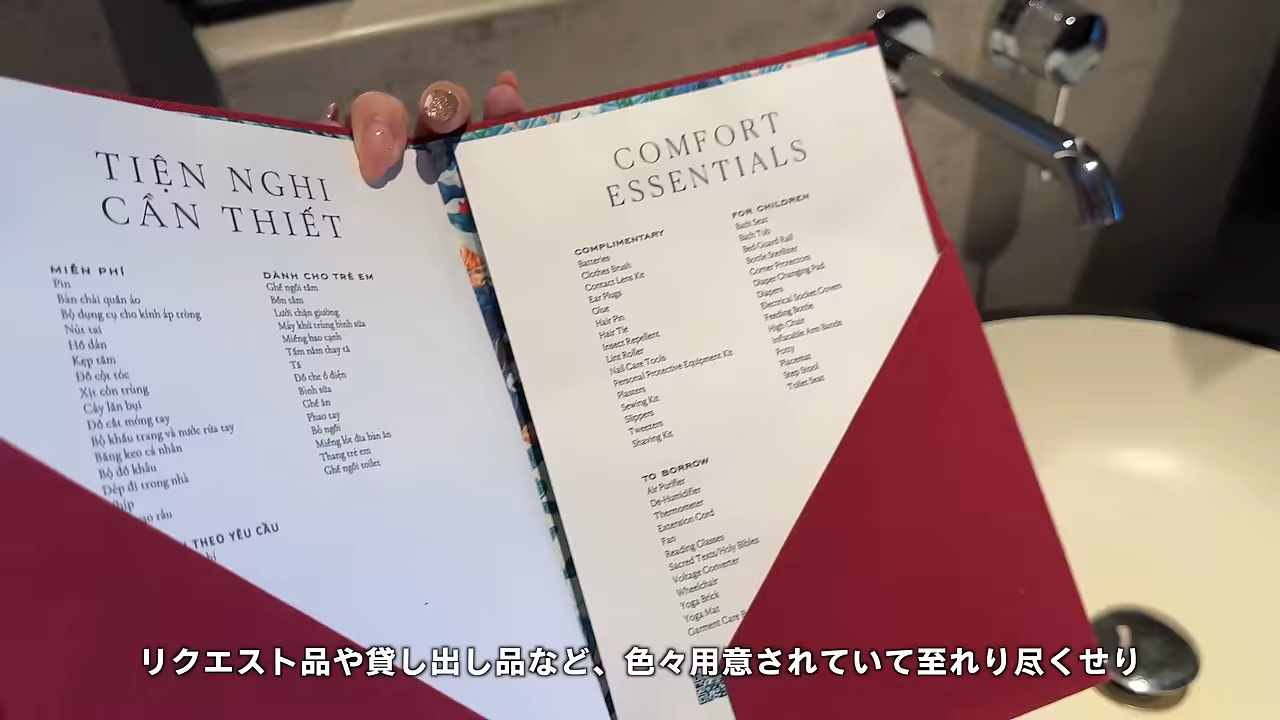 TIỆN NGHI
CẦN THIẾT
MIỄN PHÍ
Pin
Bàn chải quần áo
Bộ dụng cụ cho kính áp tròng
Nút tai
Hồ dán
Kẹp tăm
Đồ cột tóc
Xịt côn trùng
Cây lăn bụi
Đồ cắt móng tay
Bộ khẩu trang và nước rửa tay
Băng keo cá nhân
Bộ đồ khâu
Dép đi trong nhà
DÀNH CHO TRẺ EM
Ghế ngồi tắm
Bồn tắm
Lưới chặn giường
Máy khử trùng bình sữa
Miếng bao cạnh
Tấm nằm thay tã
Tã
Đồ che ổ điện
Bình sữa
Ghế ăn
Phao tay
Bô ngồi
Miếng lót đĩa bàn ăn
Thang trẻ em
Ghế ngồi toilet
THEO YÊU CẦU
COMFORT
ESSENTIALS
COMPLIMENTARY
Batteries
Clothes Brush
Contact Lens Kit
Ear Plugs
Glue
Hair Pin
Hair Tie
Insect Repellent
Lint Roller
Nail Care Tools
Personal Protective Equipment Kit
Plasters
Sewing Kit
Slippers
Tweezers
Shaving Kit
FOR CHILDREN
Bath Seat
Bath Tub
Bed Guard Rail
Bottle Steriliser
Corner Protectors
Diaper Changing Pad
Diapers
Electrical Socket Covers
Feeding Bottle
High Chair
Inflatable Arm Bands
Potty
Placemat
Step Stool
Toilet Seat
TO BORROW
Air Purifier
De-Humidifier
Thermometer
Extension Cord
Fan
Reading Glasses
Sacred Texts/Holy Bibles
Voltage Converter
Wheelchair
Yoga Brick
Yoga Mat
Garment Care
リクエスト品や貸し出し品など、色々用意されていて至れり尽くせり